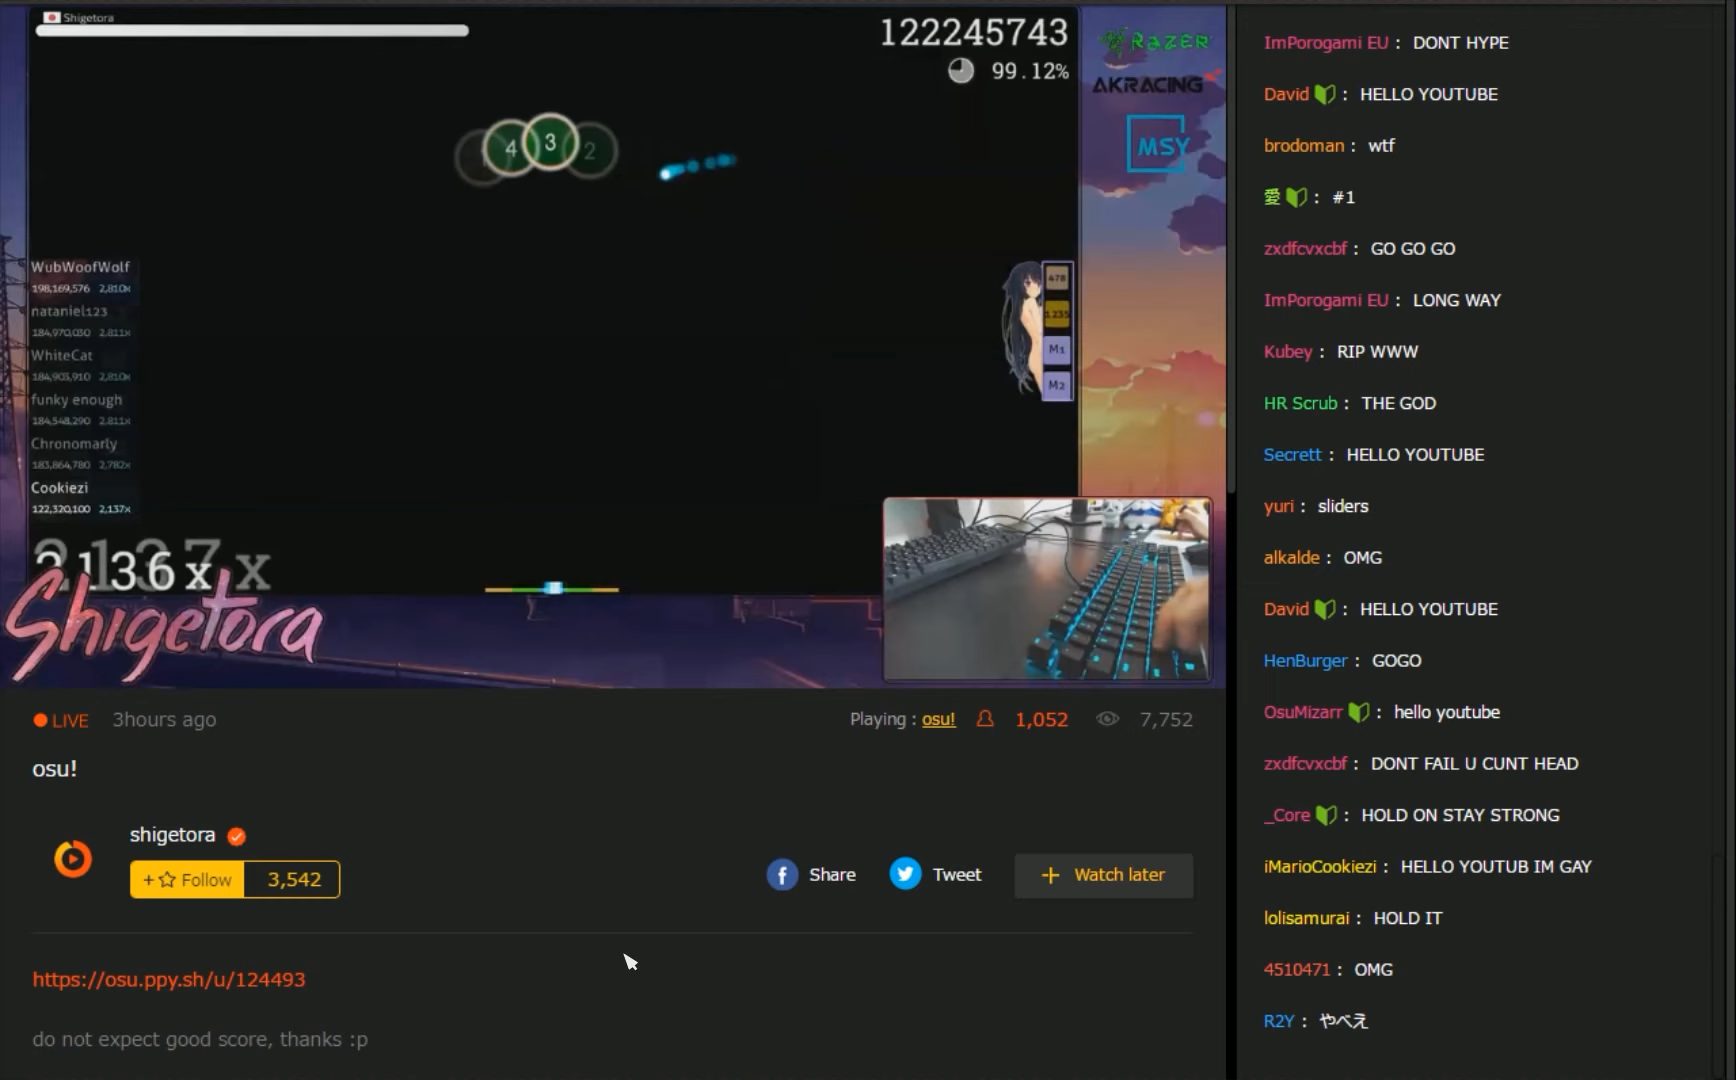 Shigetora
122245743
99.12%
RAZER
AKRACING
MSY
4
3
2
WubWoofWolf
198,169,576 2,810x
nataniel123
184,970,030 2,811x
WhiteCat
184,903,910 2,810x
funky enough
184,548,290 2,811x
Chronomarly
183,864,780 2,782x
Cookiezi
122,320,100 2,137x
478
1235
M1
M2
2137x
2136x
Shigetora
LIVE 3hours ago
Playing : osu! 1,052 7,752
osu!
shigetora
+ Follow 3,542
Share
Tweet
+ Watch later
https://osu.ppy.sh/u/124493
do not expect good score, thanks :p
ImPorogami EU : DONT HYPE
David : HELLO YOUTUBE
brodoman : wtf
愛 : #1
zxdfcvxcbf : GO GO GO
ImPorogami EU : LONG WAY
Kubey : RIP WWW
HR Scrub : THE GOD
Secrett : HELLO YOUTUBE
yuri : sliders
alkalde : OMG
David : HELLO YOUTUBE
HenBurger : GOGO
OsuMizarr : hello youtube
zxdfcvxcbf : DONT FAIL U CUNT HEAD
_Core : HOLD ON STAY STRONG
iMarioCookiezi : HELLO YOUTUB IM GAY
lolisamurai : HOLD IT
4510471 : OMG
R2Y : やべえ